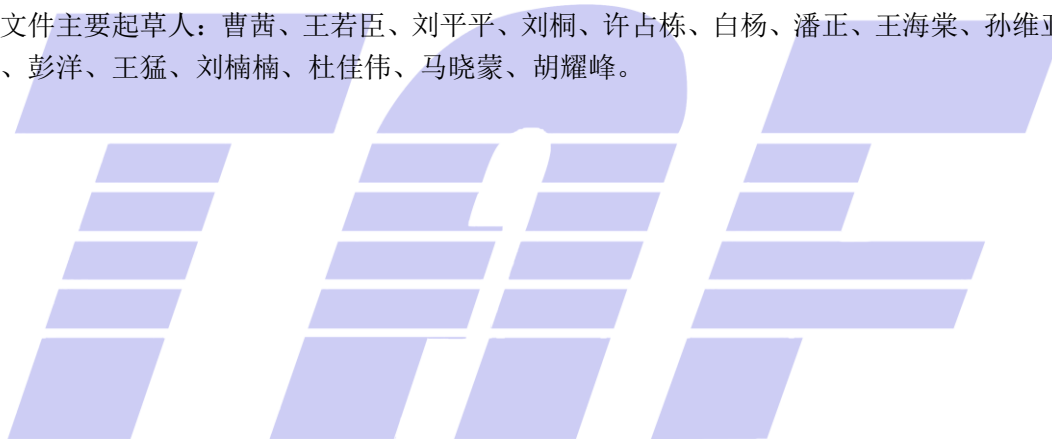 文件主要起草人：曹茜、王若臣、刘平平、刘桐、许占栋、白杨、潘正、王海棠、孙维亚
、彭洋、王猛、刘楠楠、杜佳伟、马晓蒙、胡耀峰。
TAF